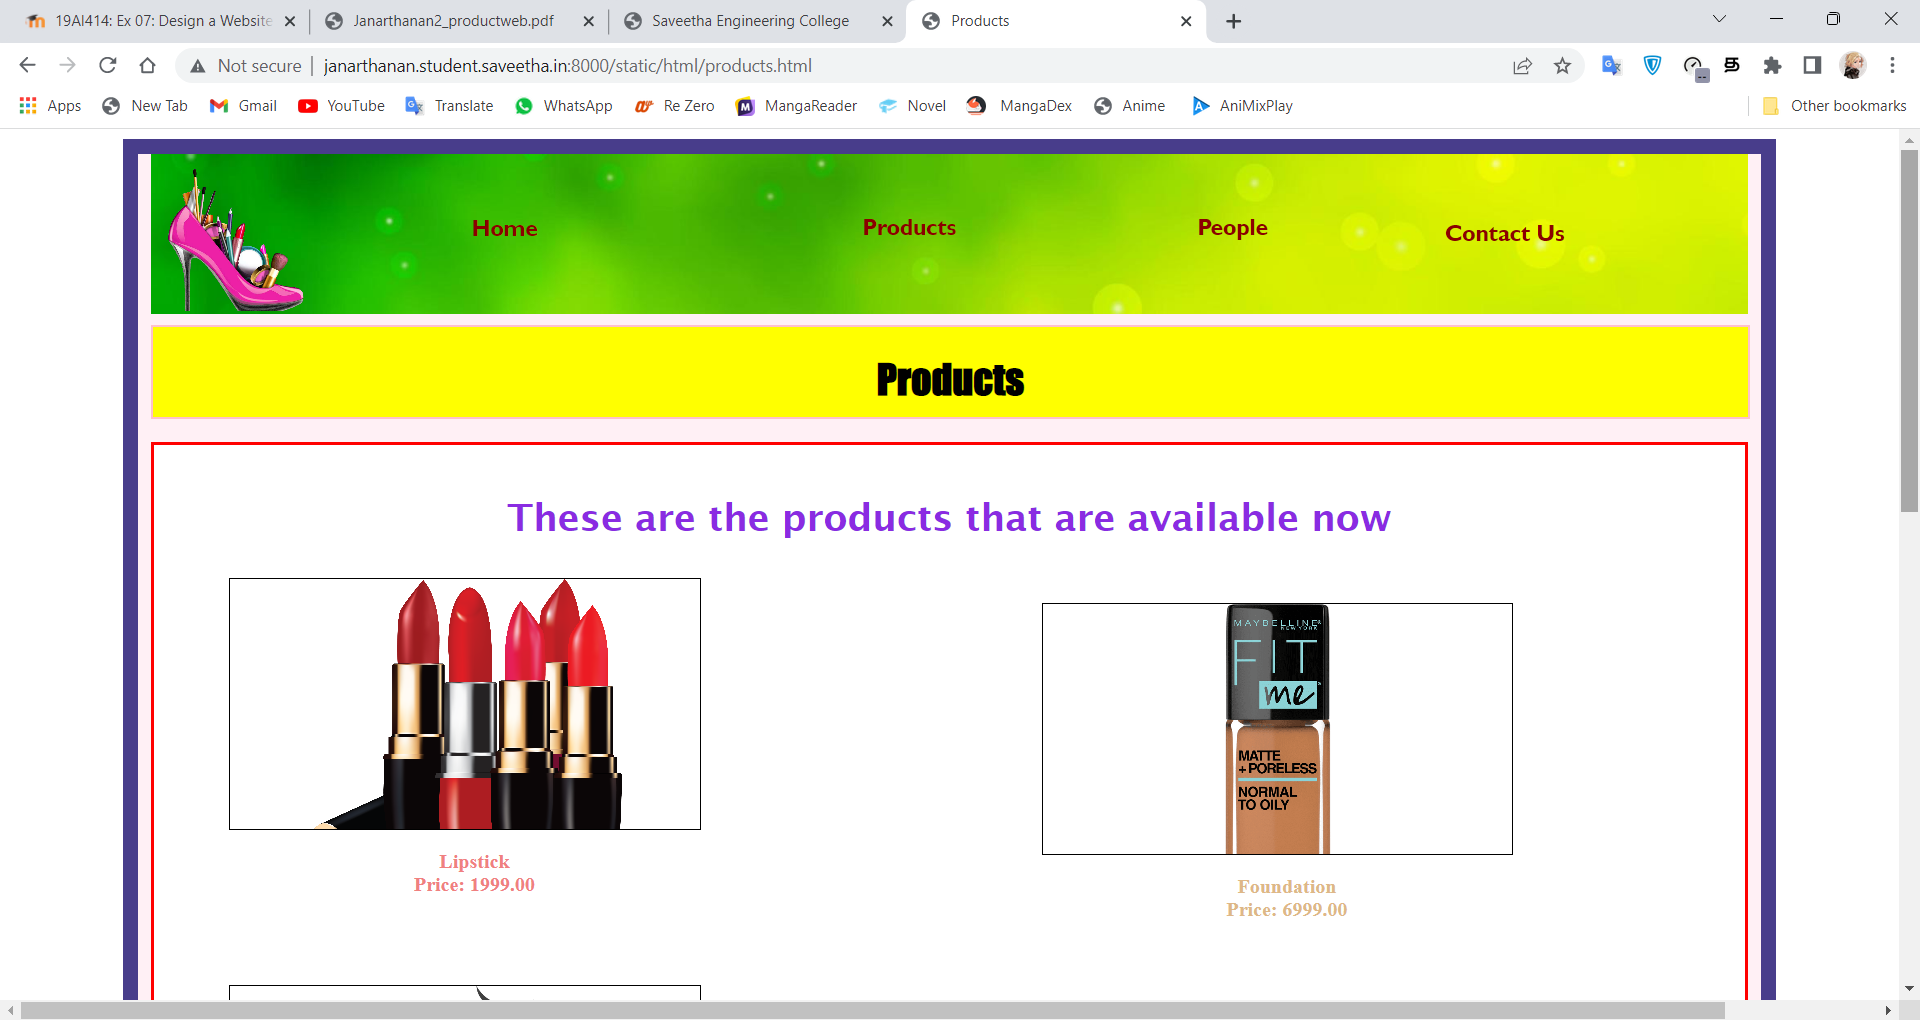 19AI414: Ex 07: Design a Website
Janarthanan2_productweb.pdf
Saveetha Engineering College
Products
Not secure
janarthanan.student.saveetha.in:8000/static/html/products.html
Apps
New Tab
Gmail
YouTube
Translate
WhatsApp
Re Zero
MangaReader
Novel
MangaDex
Anime
AniMixPlay
Other bookmarks
Home
Products
People
Contact Us
Products
These are the products that are available now
MAYBELLINE
NEW YORK
FIT
me
MATTE
+PORELESS
NORMAL
TO OILY
Lipstick
Price: 1999.00
Foundation
Price: 6999.00